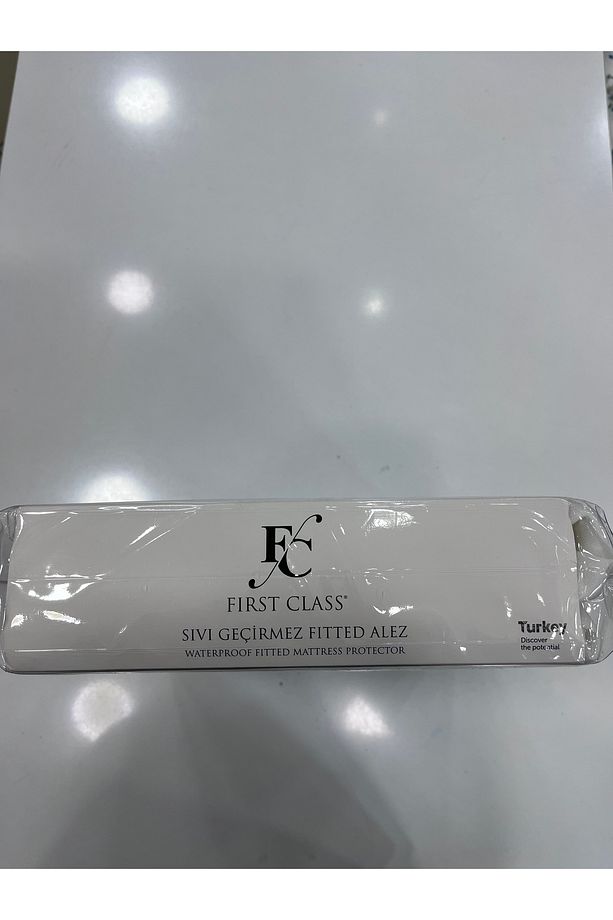 FC
FIRST CLASS®
SIVI GEÇİRMEZ FITTED ALEZ
WATERPROOF FITTED MATTRESS PROTECTOR
Turkey
Discover
the potential